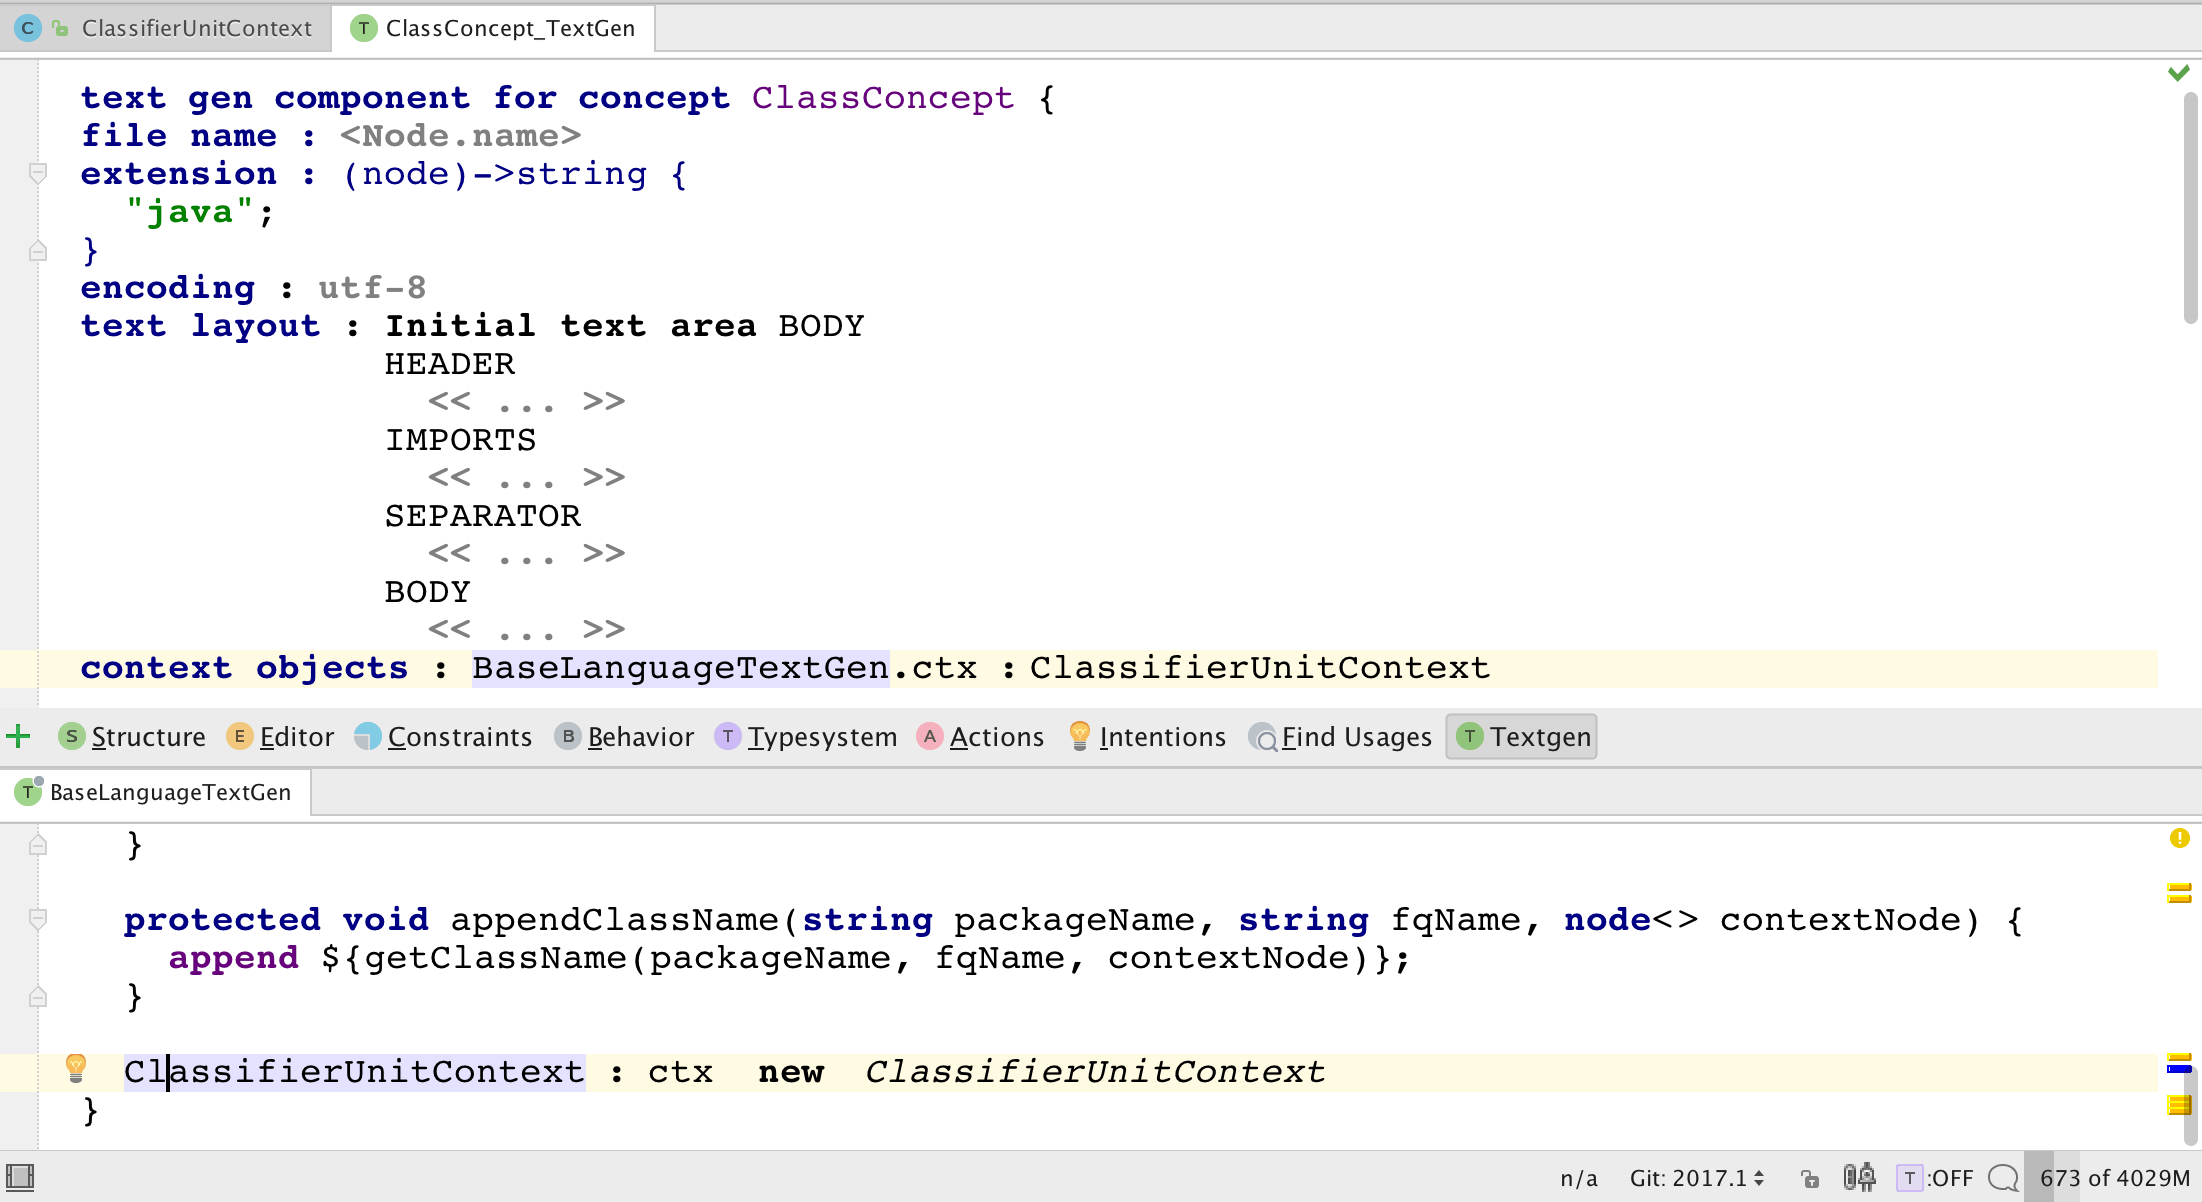 C ClassifierUnitContext T ClassConcept_TextGen
text gen component for concept ClassConcept {
file name : <Node.name>
extension : (node)->string {
"java";
}
encoding : utf-8
text layout : Initial text area BODY
HEADER
<< ... >>
IMPORTS
<< ... >>
SEPARATOR
<< ... >>
BODY
<< ... >>
context objects : BaseLanguageTextGen.ctx : ClassifierUnitContext
+ S Structure E Editor Constraints B Behavior T Typesystem A Actions Intentions Find Usages T Textgen
T BaseLanguageTextGen
}
protected void appendClassName(string packageName, string fqName, node<> contextNode) {
append ${getClassName(packageName, fqName, contextNode)};
}
ClassifierUnitContext : ctx new ClassifierUnitContext
}
n/a Git: 2017.1 T :OFF 673 of 4029M